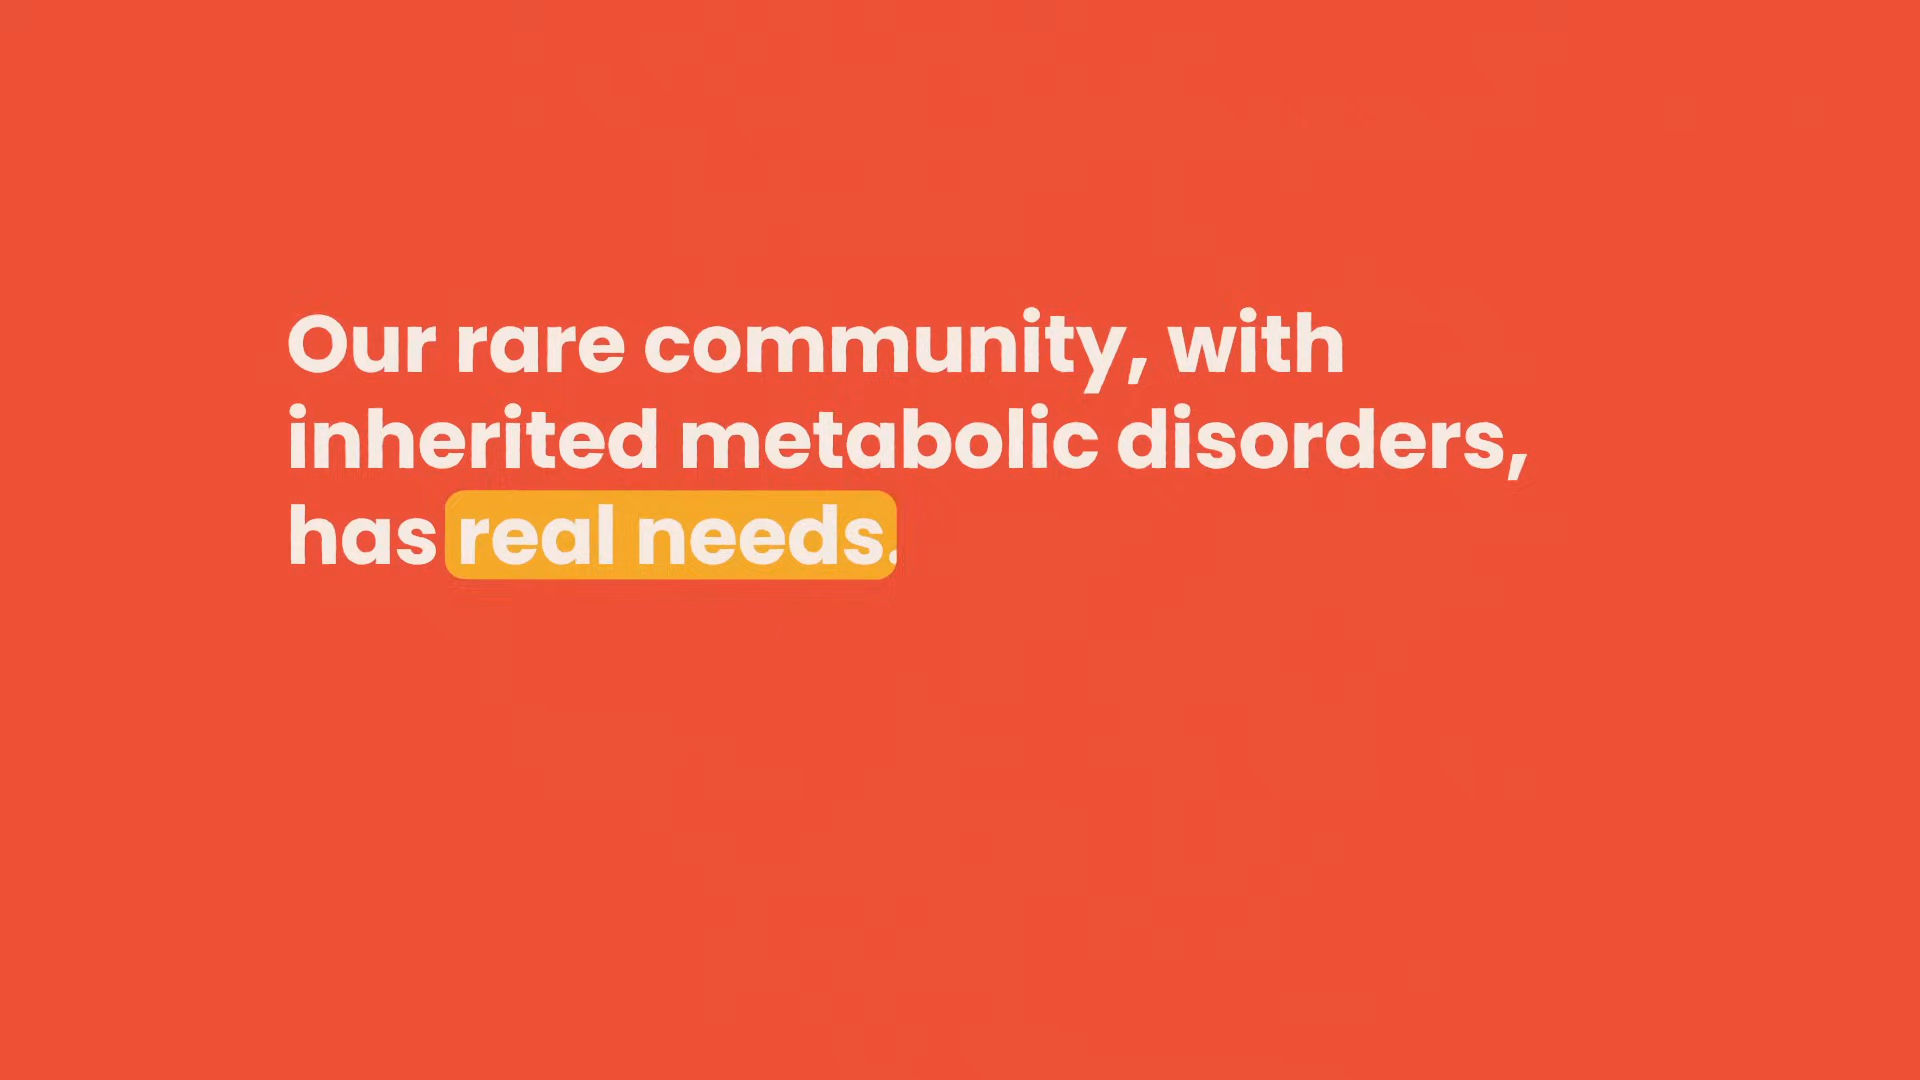 Our rare community, with
inherited metabolic disorders,
has real needs.